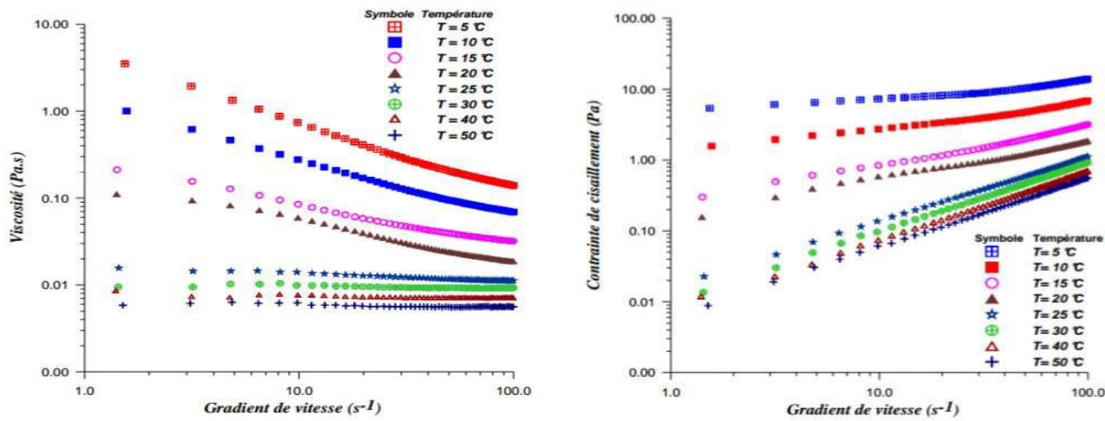 Symbole Température
T = 5 °C
T = 10 °C
T = 15 °C
T = 20 °C
T = 25 °C
T = 30 °C
T = 40 °C
T = 50 °C
10.00
1.00
0.10
0.01
0.00
Viscosité (Pa.s)
1.0 10.0 100.0
Gradient de vitesse (s-1)
100.00
10.00
1.00
0.10
0.01
0.00
Contrainte de cisaillement (Pa)
Symbole Température
T= 5 °C
T= 10 °C
T= 15 °C
T= 20 °C
T= 25 °C
T= 30 °C
T= 40 °C
T= 50 °C
1.0 10.0 100.0
Gradient de vitesse (s-1)